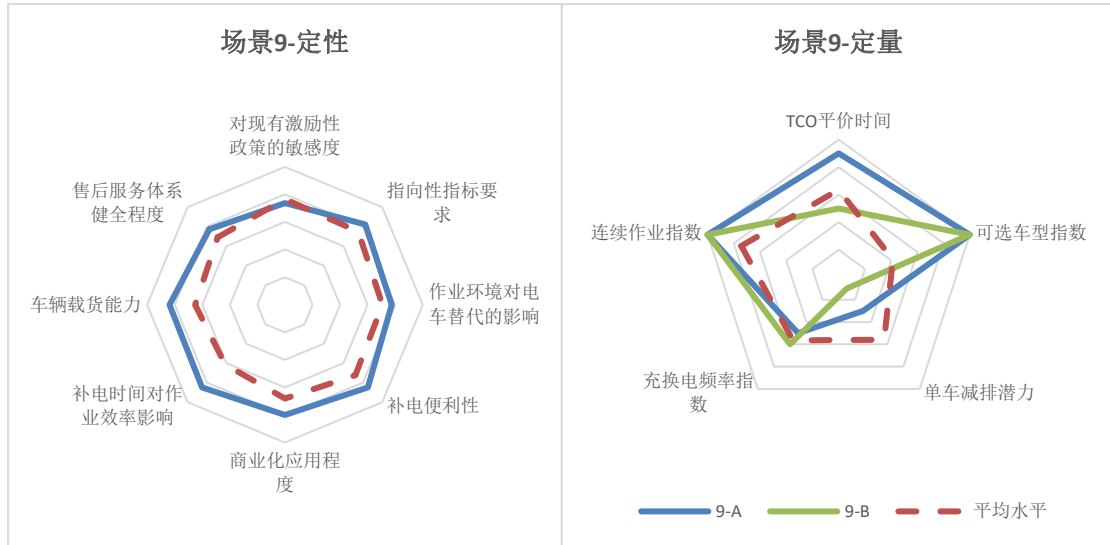 场景9-定性
对现有激励性
政策的敏感度
指向性指标要
求
作业环境对电
车替代的影响
补电便利性
商业化应用程
度
补电时间对作
业效率影响
车辆载货能力
售后服务体系
健全程度
场景9-定量
TCO平价时间
可选车型指数
单车减排潜力
充换电频率指
数
连续作业指数
9-A
9-B
平均水平